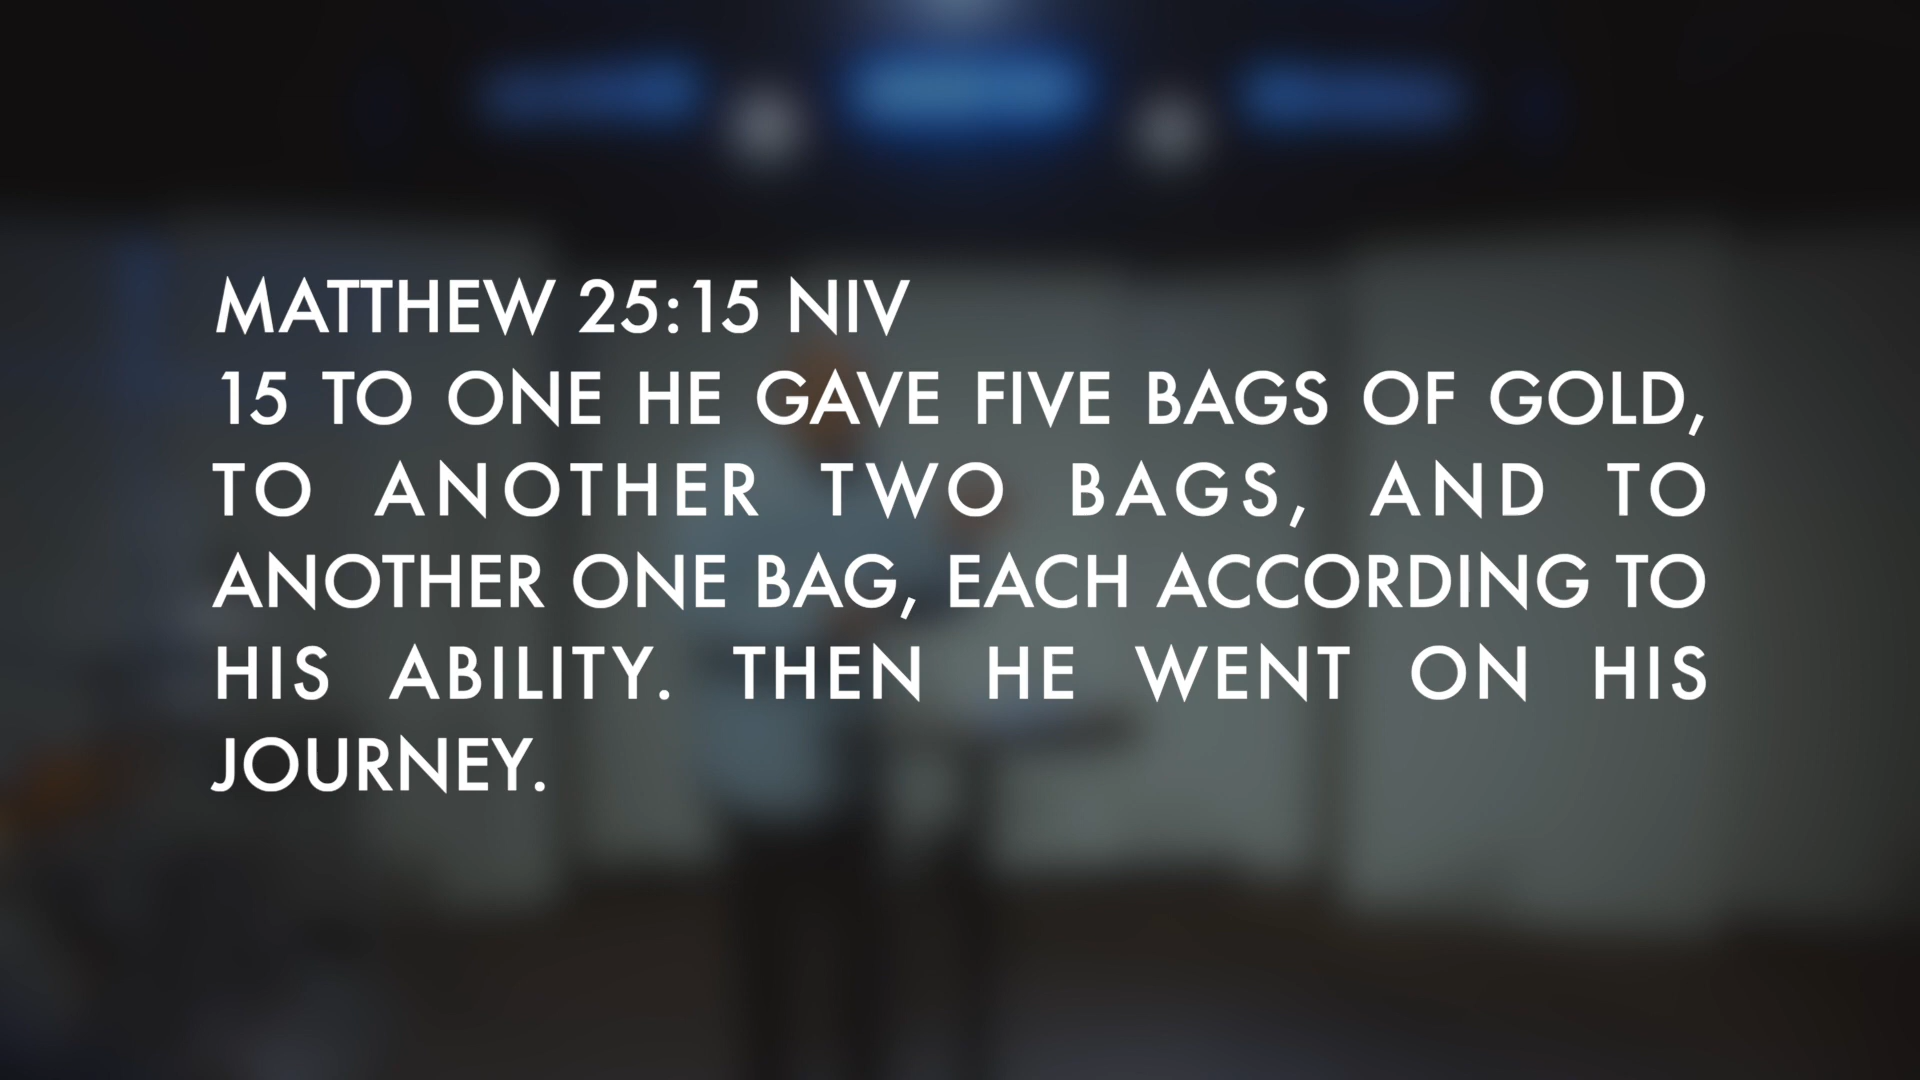 MATTHEW 25:15 NIV
15 TO ONE HE GAVE FIVE BAGS OF GOLD,
TO ANOTHER TWO BAGS, AND TO
ANOTHER ONE BAG, EACH ACCORDING TO
HIS ABILITY. THEN HE WENT ON HIS
JOURNEY.